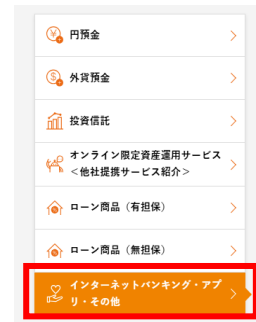 円預金
外貨預金
投資信託
オンライン限定資産運用サービス
＜他社提携サービス紹介＞
ローン商品（有担保）
ローン商品（無担保）
インターネットバンキング・アプ
リ・その他